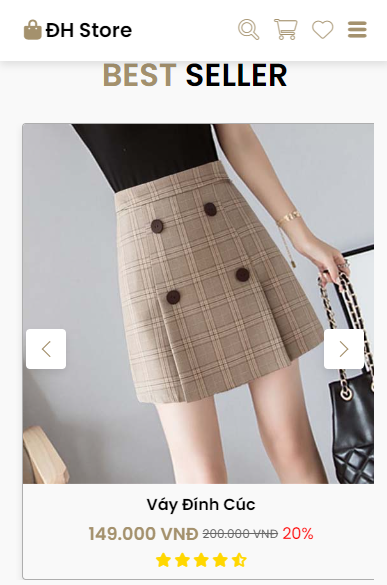 ĐH Store
BEST SELLER
Váy Đính Cúc
149.000 VNĐ 200.000 VNĐ 20%